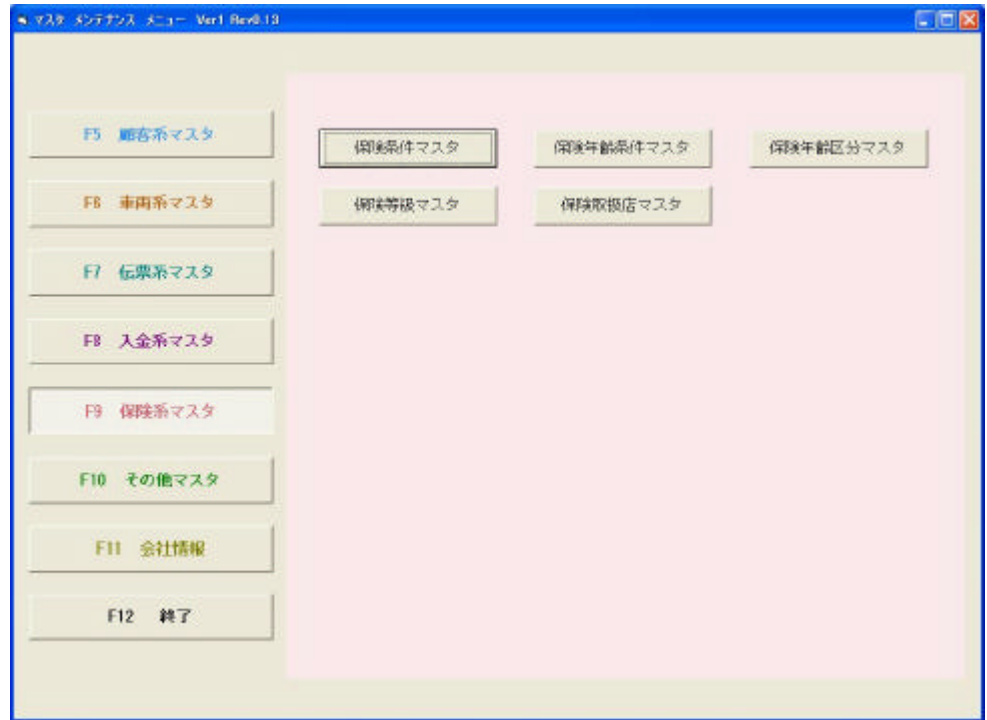 マスタ メンテナンス メニュー Ver1 Rev0.13
F5 顧客系マスタ
F6 車両系マスタ
F7 伝票系マスタ
F8 入金系マスタ
F9 保険系マスタ
F10 その他マスタ
F11 会社情報
F12 終了
保険条件マスタ 保険年齢条件マスタ 保険年齢区分マスタ
保険等級マスタ 保険取扱店マスタ